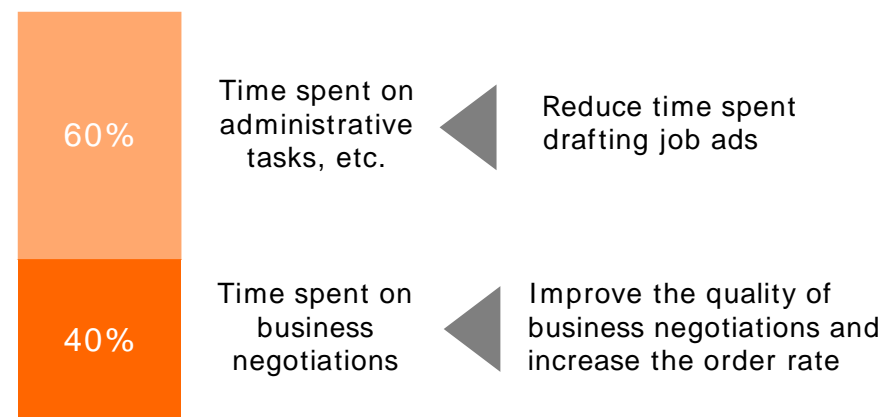 60%
Time spent on
administrative
tasks, etc.
Reduce time spent
drafting job ads
40%
Time spent on
business
negotiations
Improve the quality of
business negotiations and
increase the order rate